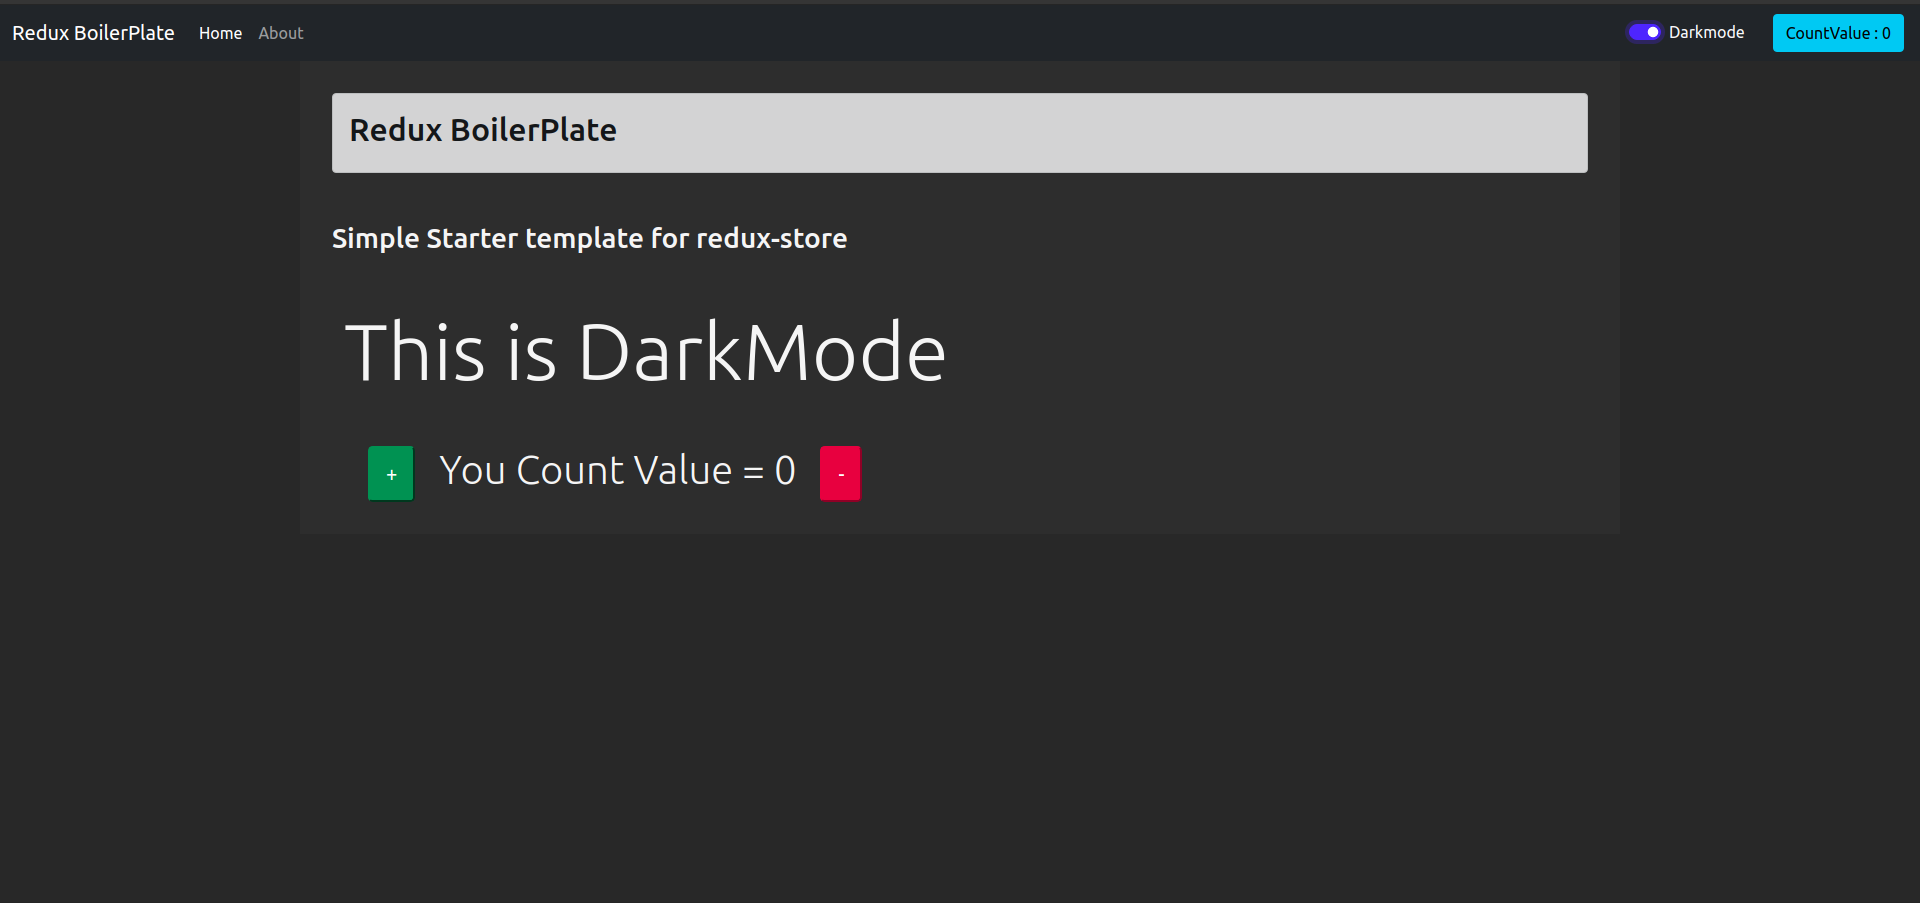 Redux BoilerPlate Home About Darkmode CountValue : 0
Redux BoilerPlate
Simple Starter template for redux-store
This is DarkMode
+ You Count Value = 0 -